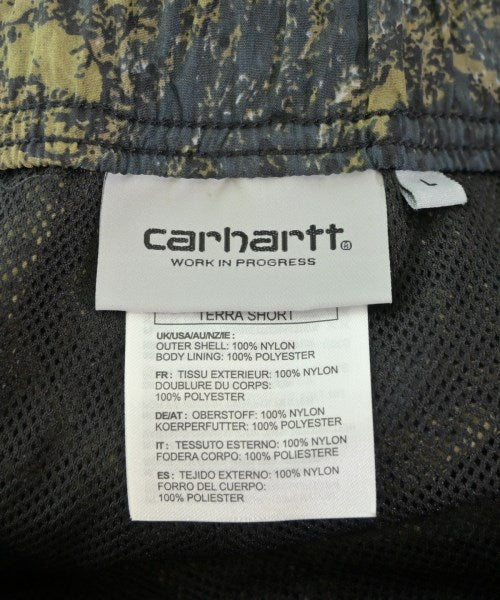 L
carhartt®
WORK IN PROGRESS
TERRA SHORT
UK/USA/AU/NZ/IE :
OUTER SHELL: 100% NYLON
BODY LINING: 100% POLYESTER
FR : TISSU EXTERIEUR: 100% NYLON
DOUBLURE DU CORPS:
100% POLYESTER
DE/AT: OBERSTOFF: 100% NYLON
KOERPERFUTTER: 100% POLYESTER
IT : TESSUTO ESTERNO: 100% NYLON
FODERA CORPO: 100% POLIESTERE
ES : TEJIDO EXTERNO: 100% NYLON
FORRO DEL CUERPO:
100% POLIESTER